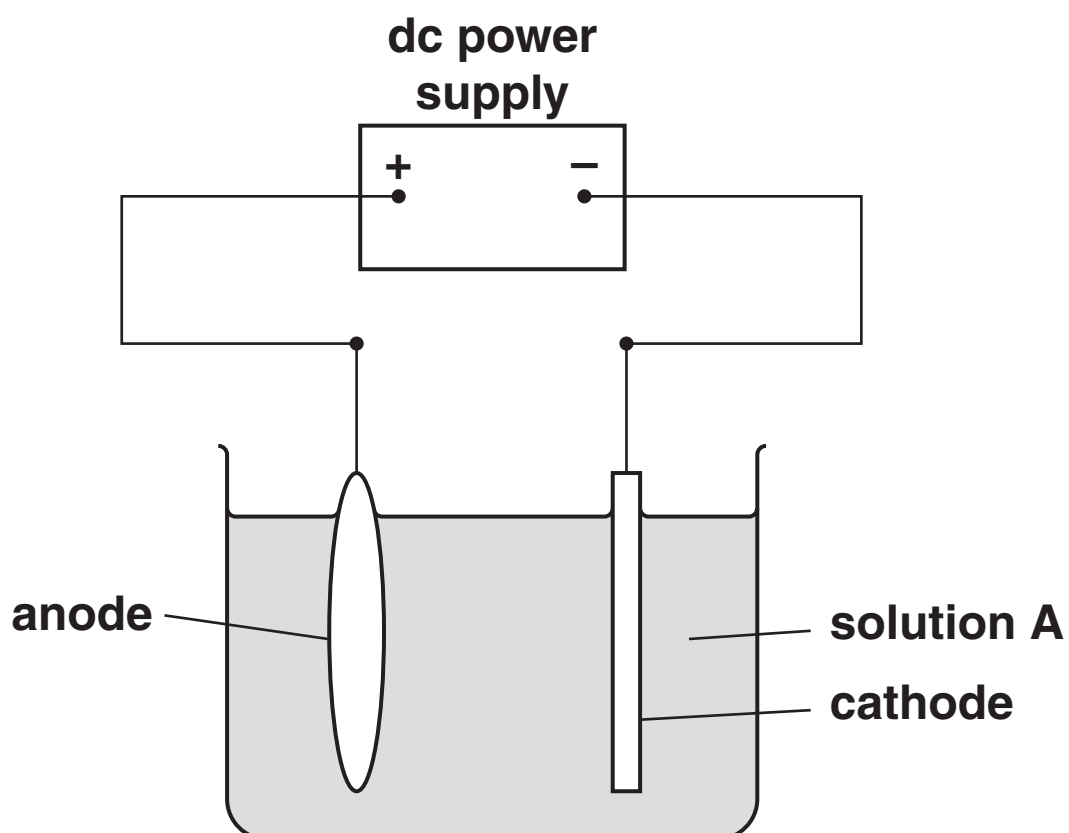 dc power
supply
+ −
anode
solution A
cathode